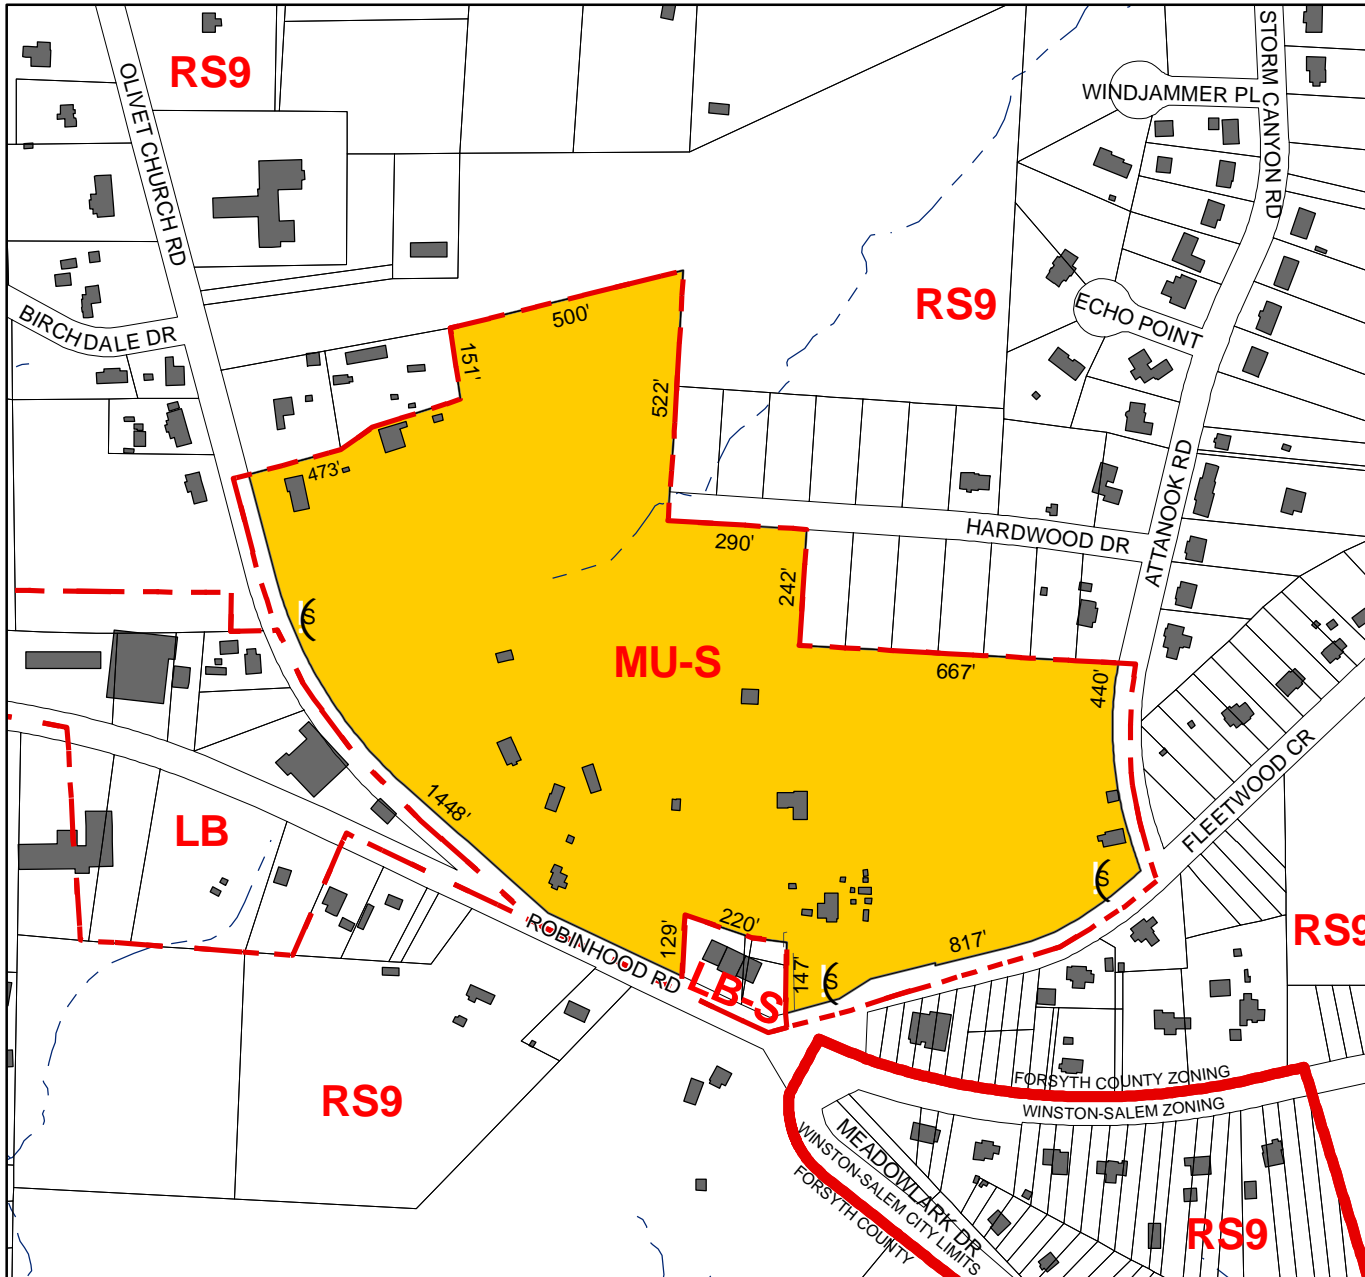 RS9
OLIVET CHURCH RD
STORM CANYON RD
WINDJAMMER PL
BIRCHDALE DR
500'
151'
RS9
ECHO POINT
522'
473'
ATTANOOK RD
290'
HARDWOOD DR
242'
S
MU-S
667'
440'
1448'
FLEETWOOD CR
LB
S
220'
129'
817'
RS9
ROBINHOOD RD
147'
S
LB-S
FORSYTH COUNTY ZONING
WINSTON-SALEM ZONING
RS9
MEADOWLARK DR
WINSTON-SALEM CITY LIMITS
FORSYTH COUNTY
RS9